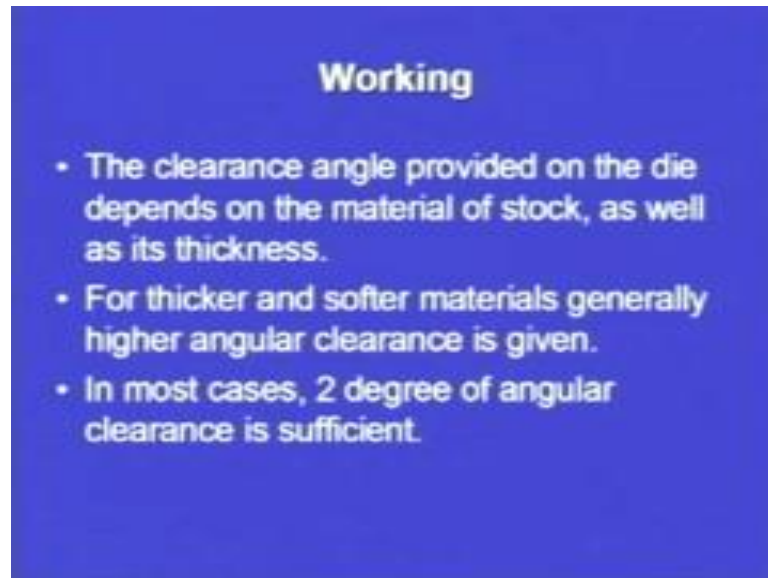 Working
• The clearance angle provided on the die
depends on the material of stock, as well
as its thickness.
• For thicker and softer materials generally
higher angular clearance is given.
• In most cases, 2 degree of angular
clearance is sufficient.